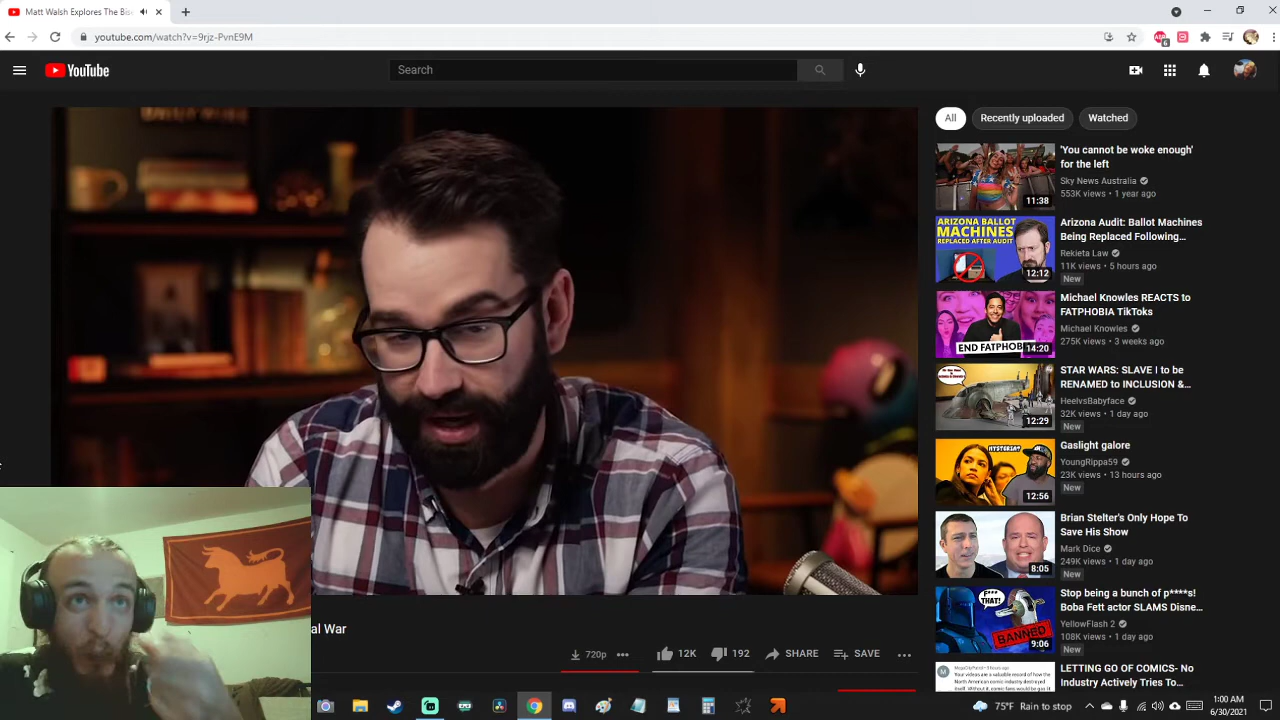 Matt Walsh Explores The Bis
youtube.com/watch?v=9rjz-PvnE9M
6
YouTube
Search
All
Recently uploaded
Watched
'You cannot be woke enough'
for the left
Sky News Australia
553K views • 1 year ago
11:38
ARIZONA BALLOT
MACHINES
REPLACED AFTER AUDIT
12:12
Arizona Audit: Ballot Machines
Being Replaced Following...
Rekieta Law
11K views • 5 hours ago
New
END FATPHOB
14:20
Michael Knowles REACTS to
FATPHOBIA TikToks
Michael Knowles
275K views • 3 weeks ago
12:29
STAR WARS: SLAVE I to be
RENAMED to INCLUSION &...
HeelvsBabyface
32K views • 1 day ago
New
HYSTERIA?
12:56
Gaslight galore
YoungRippa59
23K views • 13 hours ago
New
8:05
Brian Stelter's Only Hope To
Save His Show
Mark Dice
249K views • 1 day ago
New
F***
THAT!
BANNED
9:06
Stop being a bunch of p****s!
Boba Fett actor SLAMS Disne...
YellowFlash 2
108K views • 1 day ago
New
LETTING GO OF COMICS- No
Industry Actively Tries To...
al War
720p
12K
192
SHARE
SAVE
75°F Rain to stop
1:00 AM
6/30/2021